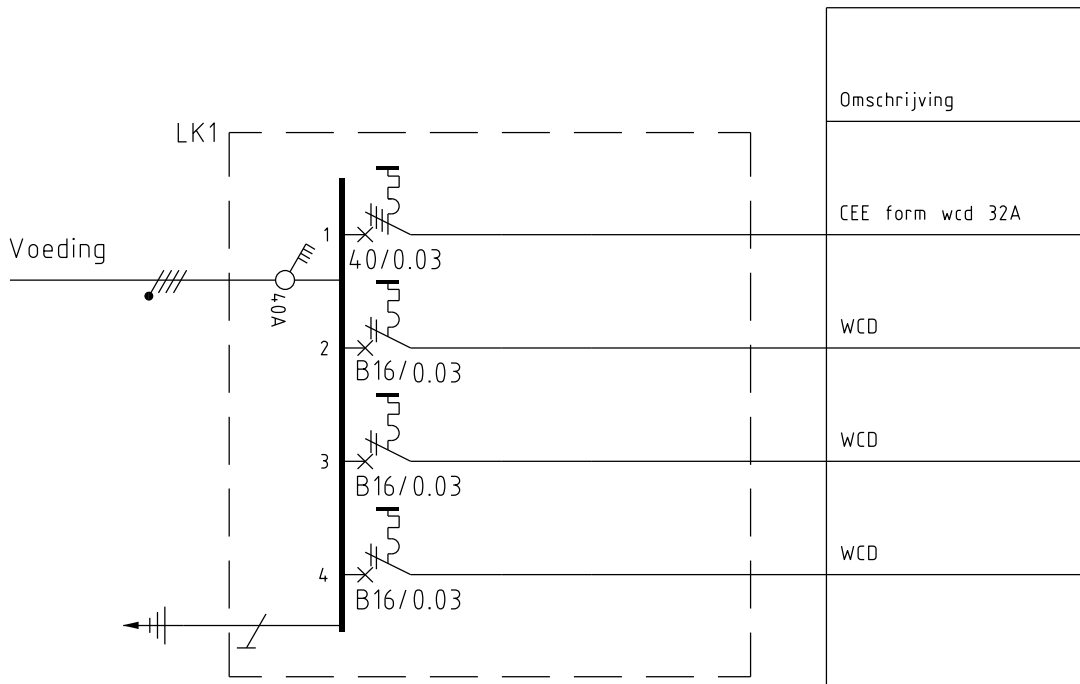 Omschrijving
LK1
1
CEE form wcd 32A
Voeding
40/0.03
40A
2
WCD
B16/0.03
3
WCD
B16/0.03
4
WCD
B16/0.03